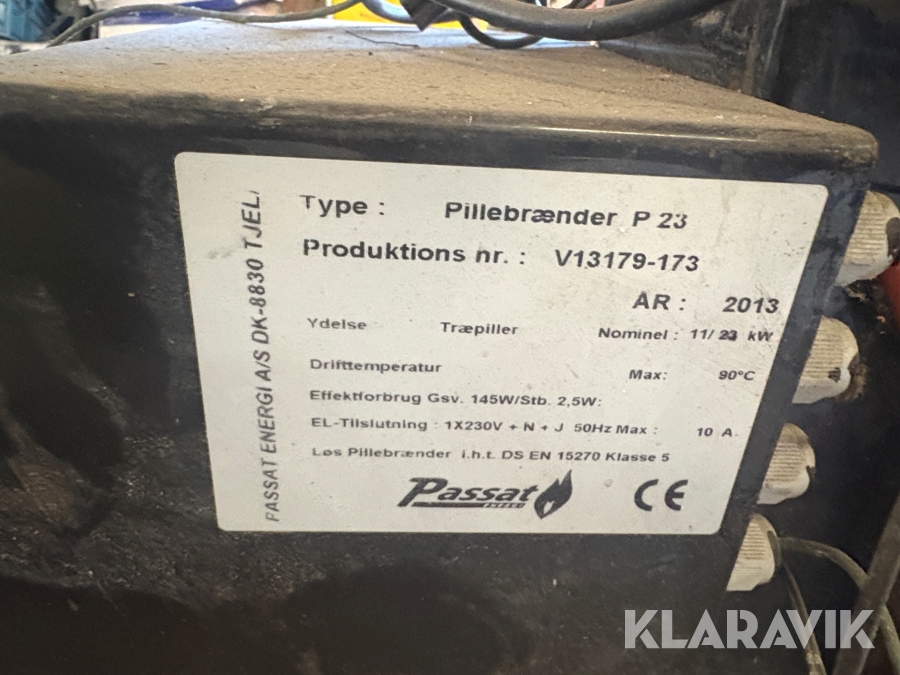 PASSAT ENERGI A/S DK-8830 TJELE
Type : Pillebrænder P 23
Produktions nr. : V13179-173
AR : 2013
Ydelse Træpiller Nominel : 11/ 23 kW
Drifttemperatur Max: 90°C
Effektforbrug Gsv. 145W/Stb. 2,5W:
EL-Tilslutning : 1X230V + N + J 50Hz Max : 10 A.
Løs Pillebrænder i.h.t. DS EN 15270 Klasse 5
Passat ENERGI CE
KLARAVIK